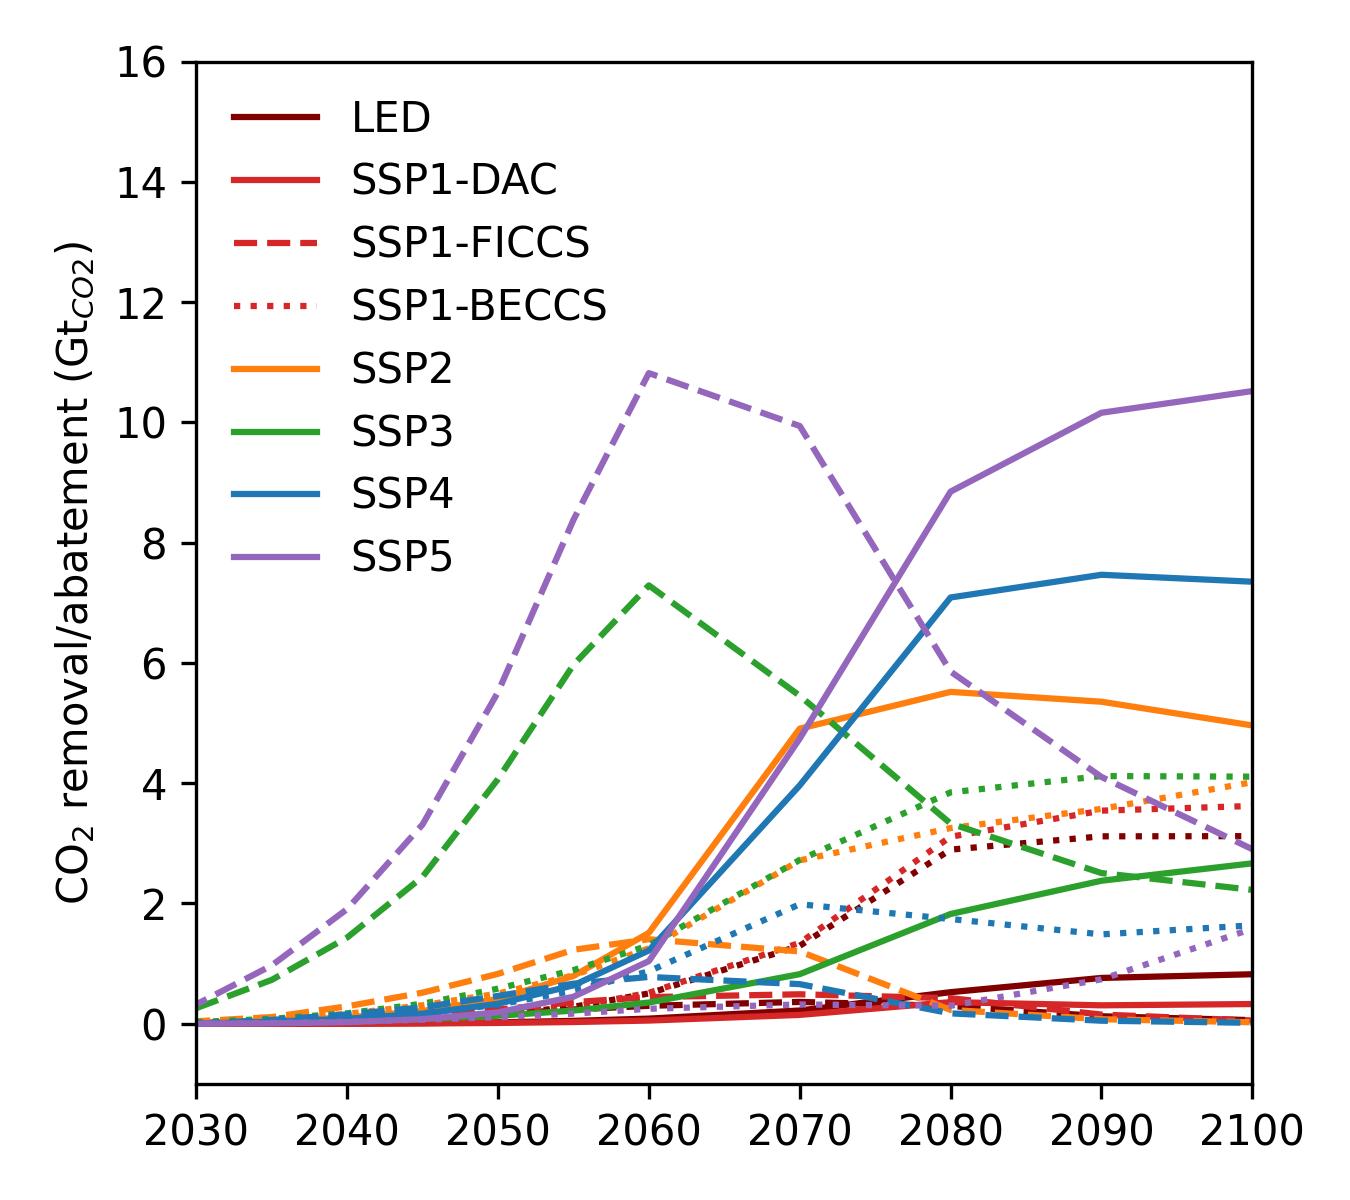 16
14
12
10
8
6
4
2
0
CO₂ removal/abatement (Gt_CO2)
LED
SSP1-DAC
SSP1-FICCS
SSP1-BECCS
SSP2
SSP3
SSP4
SSP5
2030 2040 2050 2060 2070 2080 2090 2100